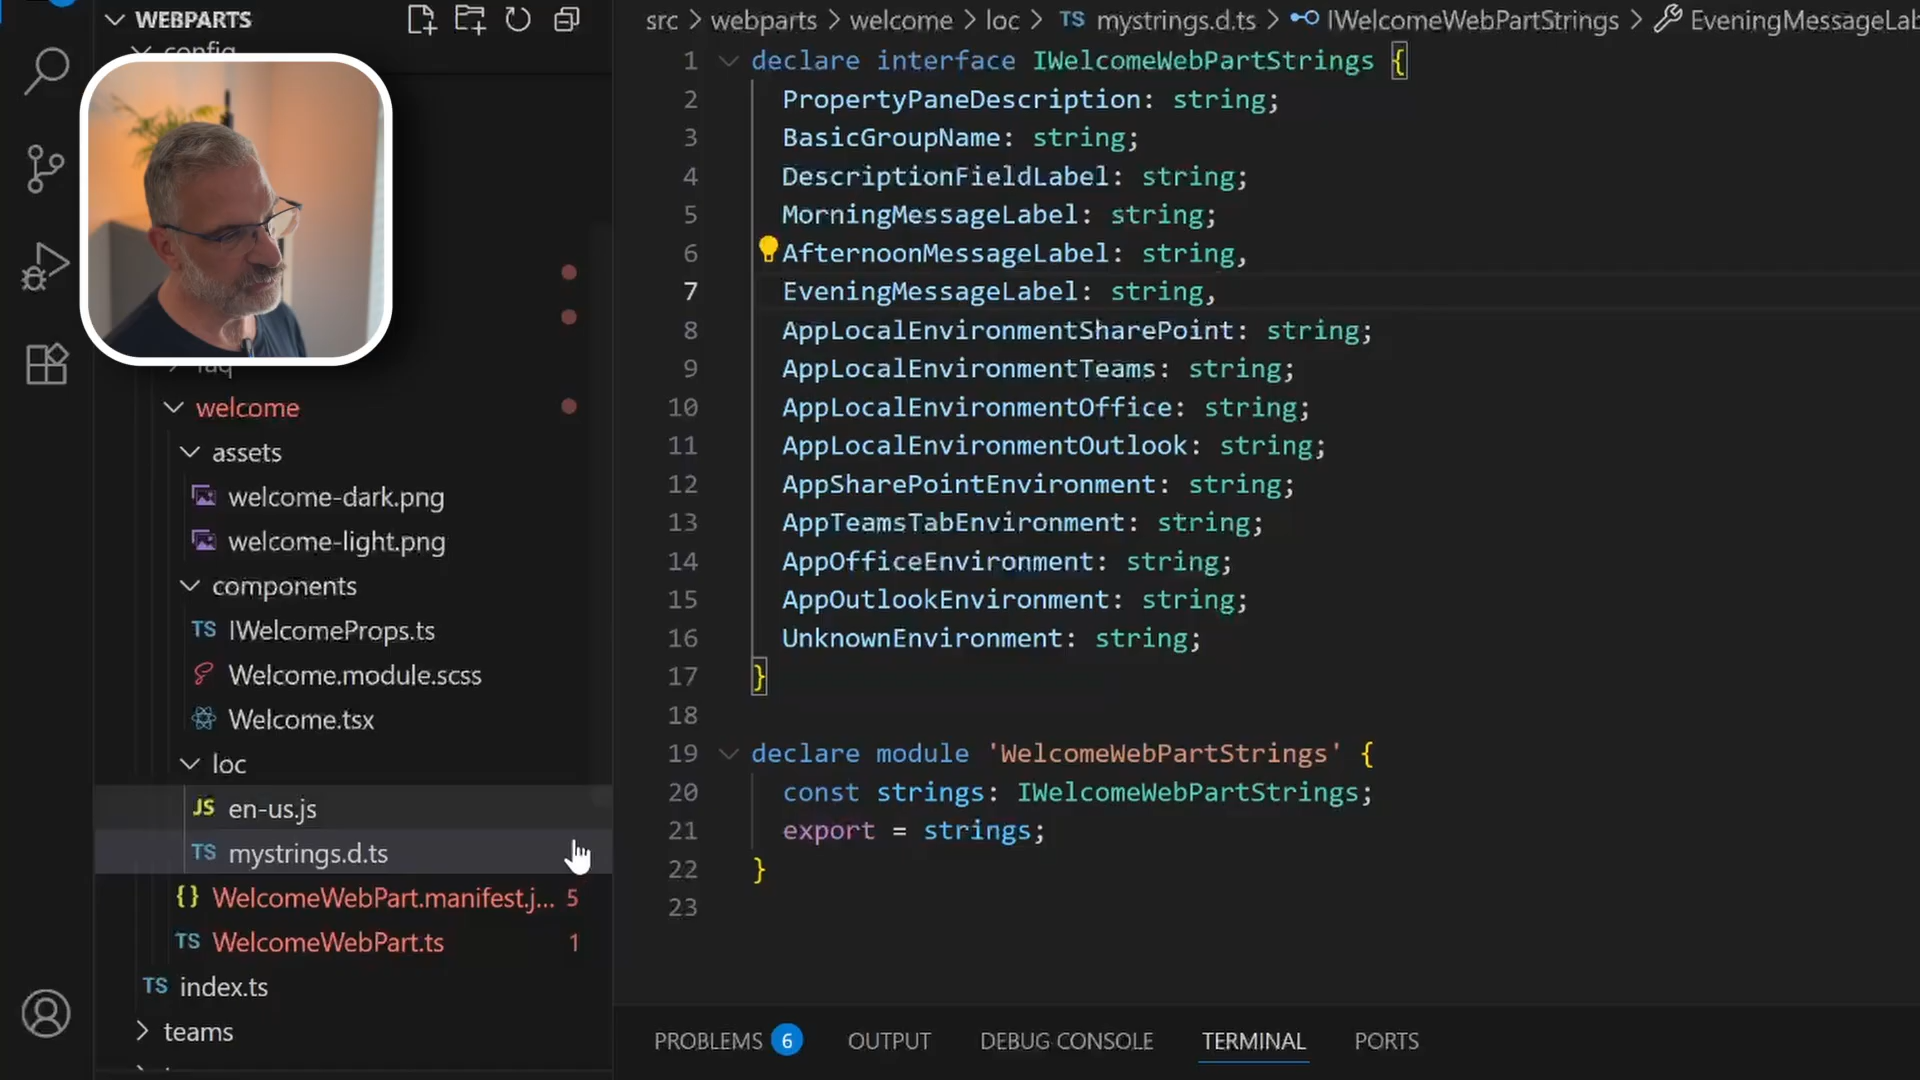 WEBPARTS
config
faq
welcome
assets
welcome-dark.png
welcome-light.png
components
TS IWelcomeProps.ts
Welcome.module.scss
Welcome.tsx
loc
JS en-us.js
TS mystrings.d.ts
{} WelcomeWebPart.manifest.j... 5
TS WelcomeWebPart.ts 1
TS index.ts
teams
src > webparts > welcome > loc > TS mystrings.d.ts > IWelcomeWebPartStrings > EveningMessageLab
1 declare interface IWelcomeWebPartStrings {
2 PropertyPaneDescription: string;
3 BasicGroupName: string;
4 DescriptionFieldLabel: string;
5 MorningMessageLabel: string;
6 AfternoonMessageLabel: string,
7 EveningMessageLabel: string,
8 AppLocalEnvironmentSharePoint: string;
9 AppLocalEnvironmentTeams: string;
10 AppLocalEnvironmentOffice: string;
11 AppLocalEnvironmentOutlook: string;
12 AppSharePointEnvironment: string;
13 AppTeamsTabEnvironment: string;
14 AppOfficeEnvironment: string;
15 AppOutlookEnvironment: string;
16 UnknownEnvironment: string;
17 }
18
19 declare module 'WelcomeWebPartStrings' {
20 const strings: IWelcomeWebPartStrings;
21 export = strings;
22 }
23
PROBLEMS 6 OUTPUT DEBUG CONSOLE TERMINAL PORTS